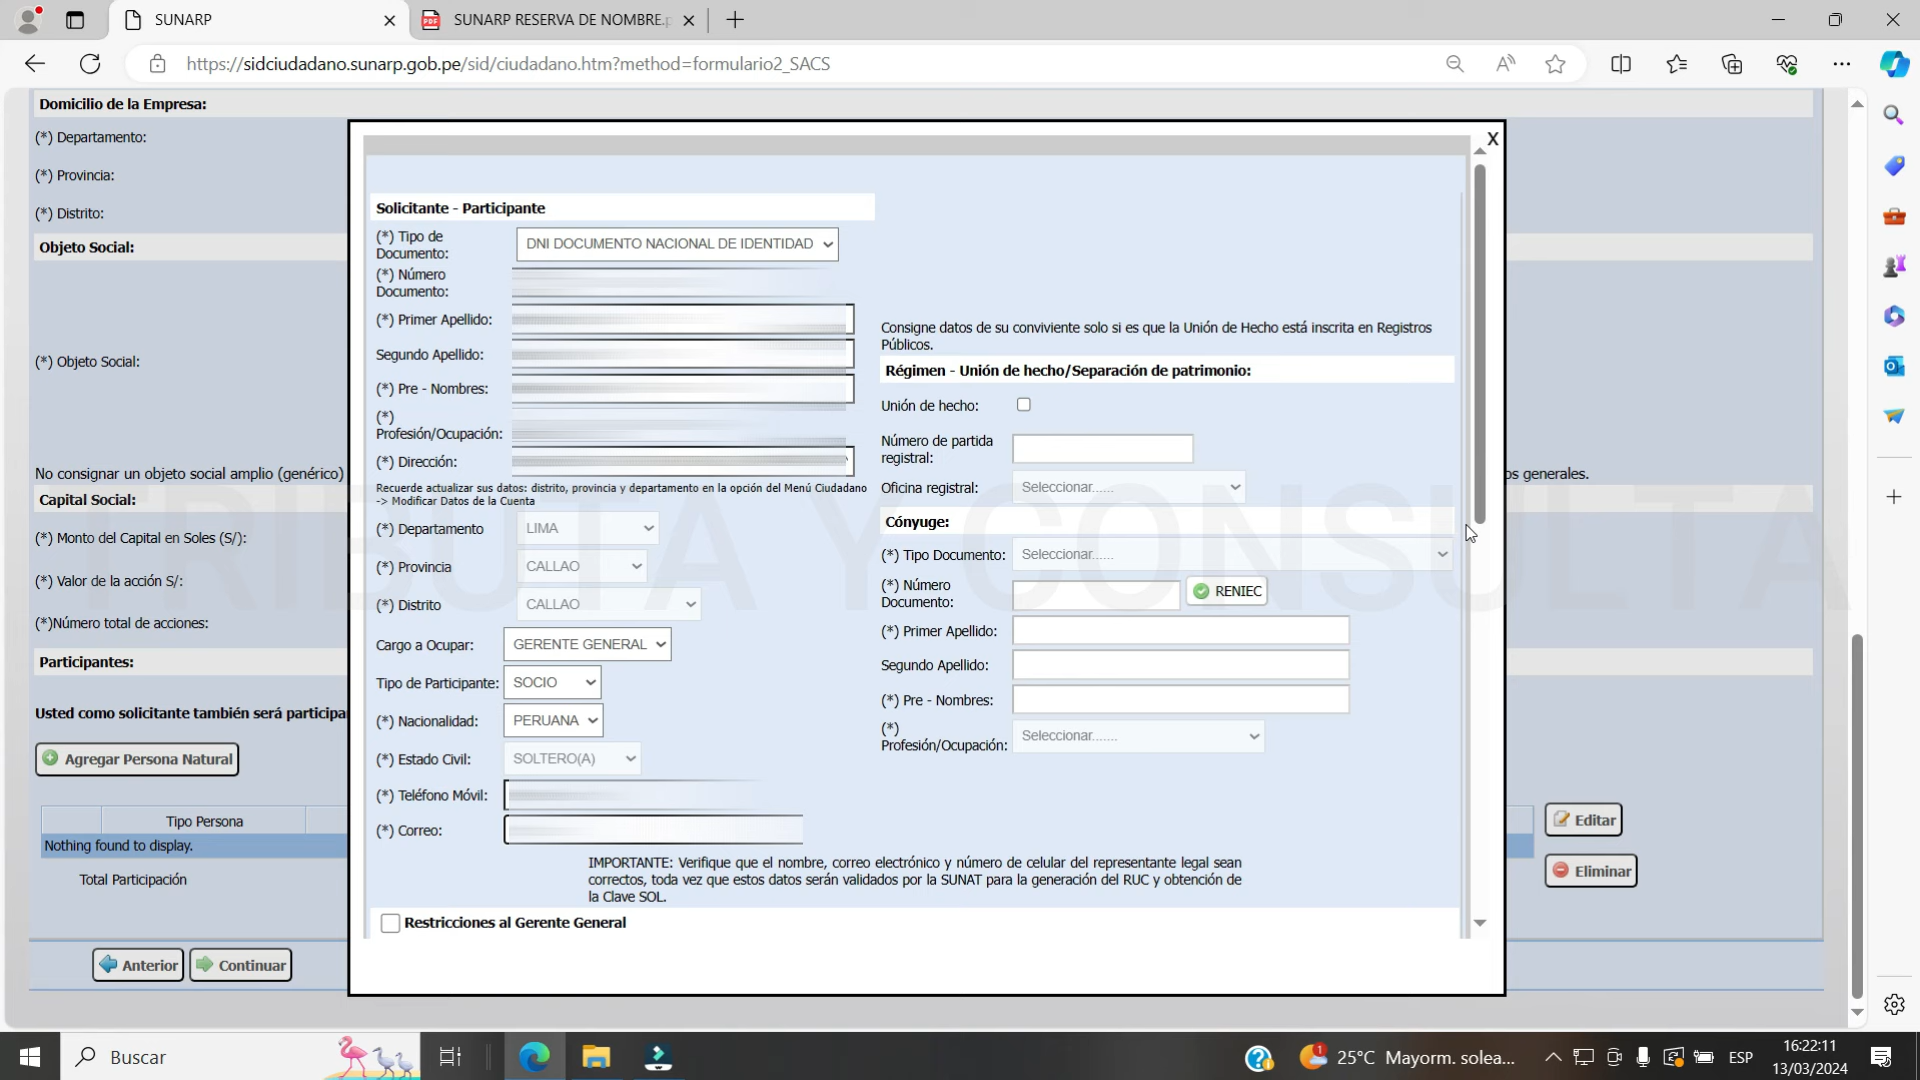 SUNARP
SUNARP RESERVA DE NOMBRE.p
https://sidciudadano.sunarp.gob.pe/sid/ciudadano.htm?method=formulario2_SACS
Domicilio de la Empresa:
(*) Departamento:
(*) Provincia:
(*) Distrito:
Objeto Social:
(*) Objeto Social:
No consignar un objeto social amplio (genérico)
os generales.
Capital Social:
(*) Monto del Capital en Soles (S/):
(*) Valor de la acción S/:
(*)Número total de acciones:
Participantes:
Usted como solicitante también será participa
Agregar Persona Natural
Tipo Persona
Nothing found to display.
Total Participación
Editar
Eliminar
Anterior
Continuar
X
Solicitante - Participante
(*) Tipo de
Documento:
DNI DOCUMENTO NACIONAL DE IDENTIDAD
(*) Número
Documento:
(*) Primer Apellido:
Segundo Apellido:
(*) Pre - Nombres:
(*)
Profesión/Ocupación:
(*) Dirección:
Recuerde actualizar sus datos: distrito, provincia y departamento en la opción del Menú Ciudadano
-> Modificar Datos de la Cuenta
(*) Departamento
LIMA
(*) Provincia
CALLAO
(*) Distrito
CALLAO
Cargo a Ocupar:
GERENTE GENERAL
Tipo de Participante:
SOCIO
(*) Nacionalidad:
PERUANA
(*) Estado Civil:
SOLTERO(A)
(*) Teléfono Móvil:
(*) Correo:
Consigne datos de su conviviente solo si es que la Unión de Hecho está inscrita en Registros
Públicos.
Régimen - Unión de hecho/Separación de patrimonio:
Unión de hecho:
Número de partida
registral:
Oficina registral:
Seleccionar......
Cónyuge:
(*) Tipo Documento:
Seleccionar......
(*) Número
Documento:
RENIEC
(*) Primer Apellido:
Segundo Apellido:
(*) Pre - Nombres:
(*)
Profesión/Ocupación:
Seleccionar.......
IMPORTANTE: Verifique que el nombre, correo electrónico y número de celular del representante legal sean
correctos, toda vez que estos datos serán validados por la SUNAT para la generación del RUC y obtención de
la Clave SOL.
Restricciones al Gerente General
TRIBUTA Y CONSULTA
Buscar
25°C Mayorm. solea...
ESP
16:22:11
13/03/2024